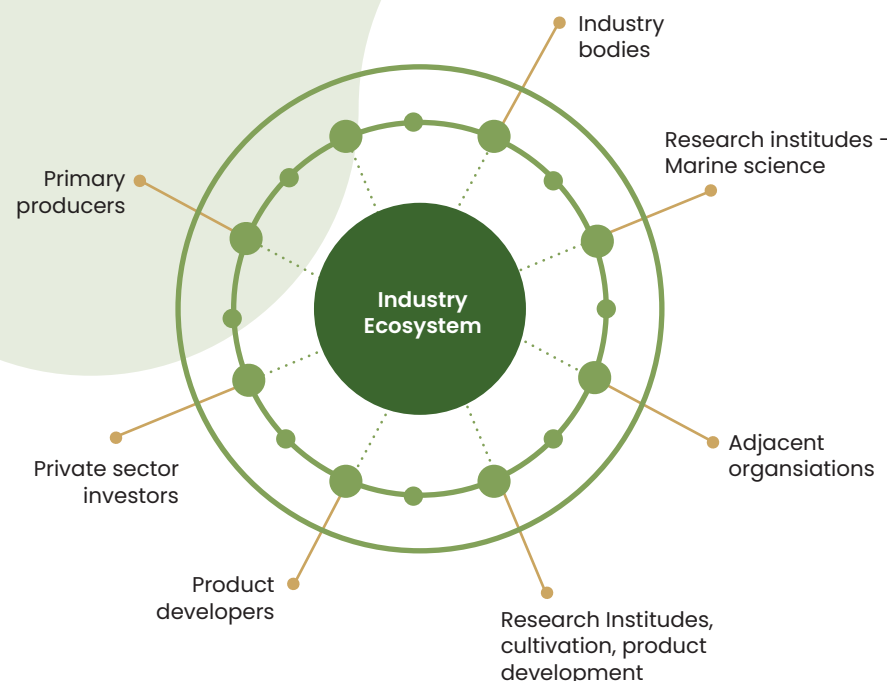 Industry
bodies
Research institudes -
Marine science
Primary
producers
Industry
Ecosystem
Adjacent
organsiations
Private sector
investors
Product
developers
Research Institudes,
cultivation, product
development